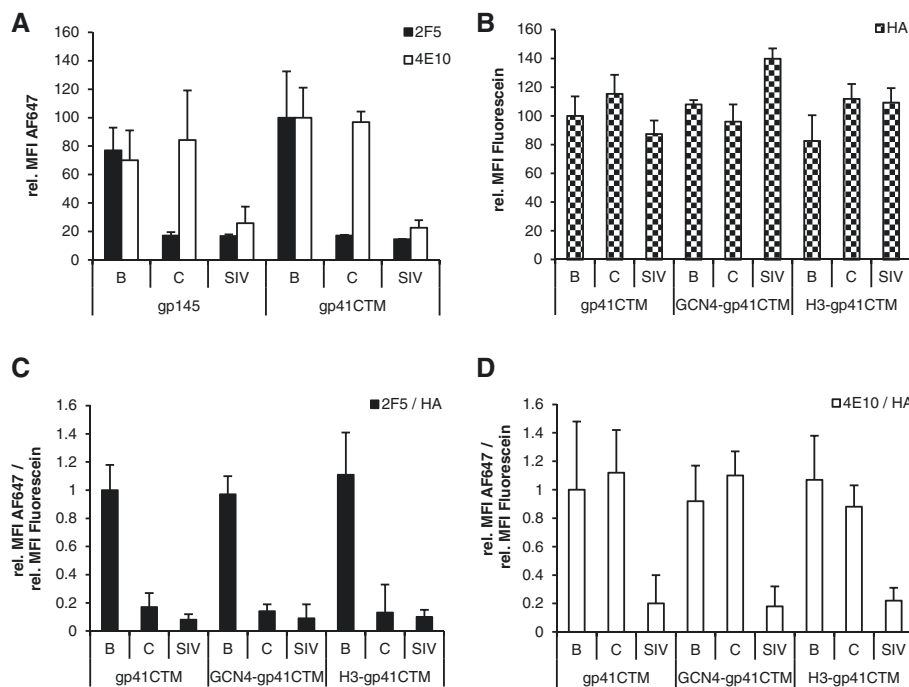 A
2F5
4E10
rel. MFI AF647
160
140
120
100
80
60
40
20
0
B C SIV B C SIV
gp145 gp41CTM
B
HA
rel. MFI Fluorescein
160
140
120
100
80
60
40
20
0
B C SIV B C SIV B C SIV
gp41CTM GCN4-gp41CTM H3-gp41CTM
C
2F5 / HA
rel. MFI AF647 /
rel. MFI Fluorescein
1.6
1.4
1.2
1
0.8
0.6
0.4
0.2
0
B C SIV B C SIV B C SIV
gp41CTM GCN4-gp41CTM H3-gp41CTM
D
4E10 / HA
rel. MFI AF647 /
rel. MFI Fluorescein
1.6
1.4
1.2
1
0.8
0.6
0.4
0.2
0
B C SIV B C SIV B C SIV
gp41CTM GCN4-gp41CTM H3-gp41CTM